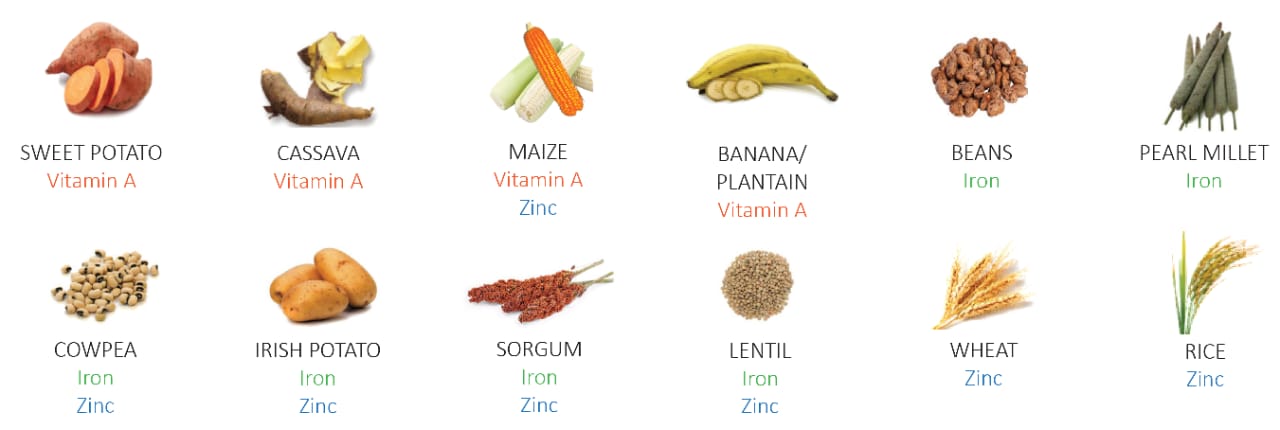 SWEET POTATO
Vitamin A
CASSAVA
Vitamin A
MAIZE
Vitamin A
Zinc
BANANA/
PLANTAIN
Vitamin A
BEANS
Iron
PEARL MILLET
Iron
COWPEA
Iron
Zinc
IRISH POTATO
Iron
Zinc
SORGUM
Iron
Zinc
LENTIL
Iron
Zinc
WHEAT
Zinc
RICE
Zinc